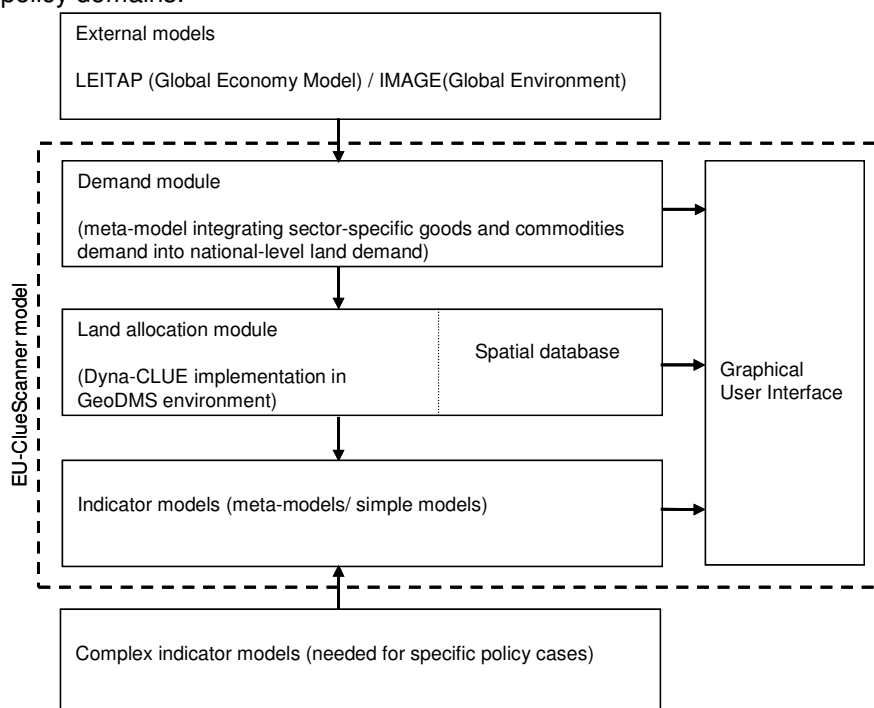 policy domains.
External models
LEITAP (Global Economy Model) / IMAGE(Global Environment)
Demand module
(meta-model integrating sector-specific goods and commodities
demand into national-level land demand)
Land allocation module
(Dyna-CLUE implementation in
GeoDMS environment)
Spatial database
Graphical
User Interface
Indicator models (meta-models/ simple models)
EU-ClueScanner model
Complex indicator models (needed for specific policy cases)